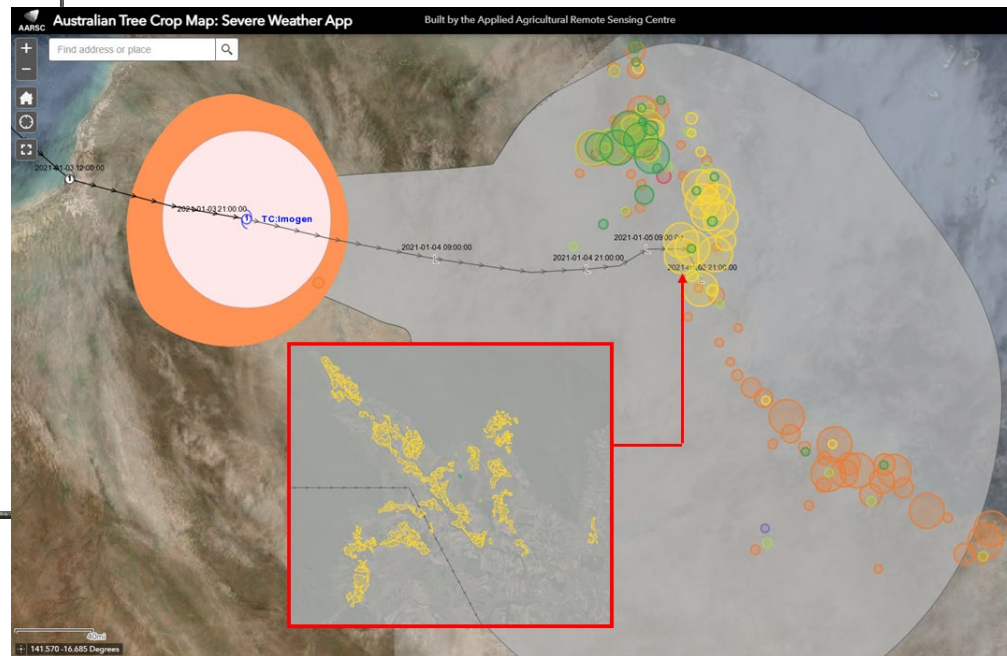 AARSC
Australian Tree Crop Map: Severe Weather App
Built by the Applied Agricultural Remote Sensing Centre
Find address or place
2021-01-03 12:00:00
2021-01-03 21:00:00
TC:Imogen
2021-01-04 09:00:00
2021-01-04 21:00:00
2021-01-05 09:00
21:00:00
40mi
141.570 -16.685 Degrees